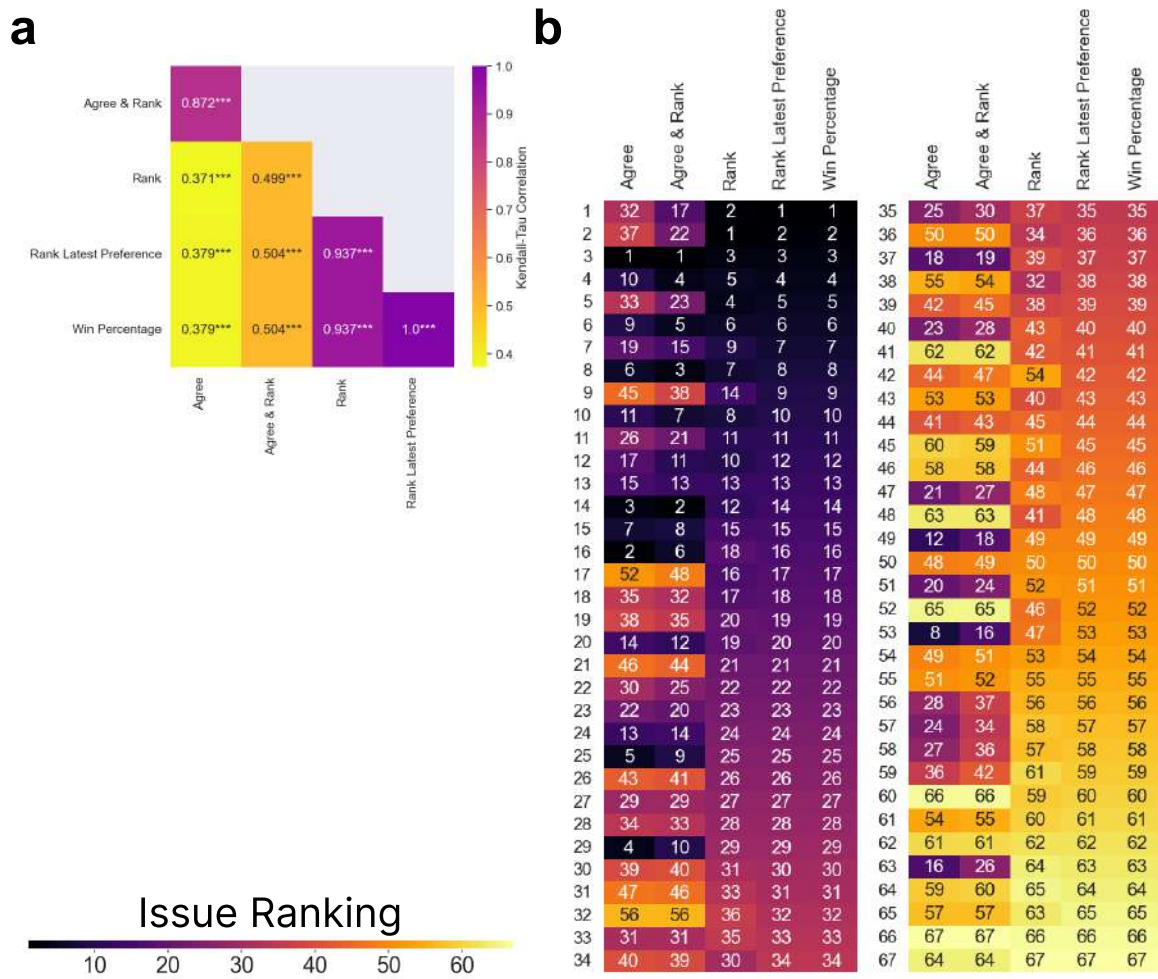 a
Agree & Rank
Rank
Rank Latest Preference
Win Percentage
0.872***
0.371*** 0.499***
0.379*** 0.504*** 0.937***
0.379*** 0.504*** 0.937*** 1.0***
Agree
Agree & Rank
Rank
Rank Latest Preference
1.0
0.9
0.8
0.7
0.6
0.5
0.4
Kendall-Tau Correlation
b
Agree Agree & Rank Rank Rank Latest Preference Win Percentage
1 32 17 2 1 1
2 37 22 1 2 2
3 1 1 3 3 3
4 10 4 5 4 4
5 33 23 4 5 5
6 9 5 6 6 6
7 19 15 9 7 7
8 6 3 7 8 8
9 45 38 14 9 9
10 11 7 8 10 10
11 26 21 11 11 11
12 17 11 10 12 12
13 15 13 13 13 13
14 3 2 12 14 14
15 7 8 15 15 15
16 2 6 18 16 16
17 52 48 16 17 17
18 35 32 17 18 18
19 38 35 20 19 19
20 14 12 19 20 20
21 46 44 21 21 21
22 30 25 22 22 22
23 22 20 23 23 23
24 13 14 24 24 24
25 5 9 25 25 25
26 43 41 26 26 26
27 29 29 27 27 27
28 34 33 28 28 28
29 4 10 29 29 29
30 39 40 31 30 30
31 47 46 33 31 31
32 56 56 36 32 32
33 31 31 35 33 33
34 40 39 30 34 34
Agree Agree & Rank Rank Rank Latest Preference Win Percentage
35 25 30 37 35 35
36 50 50 34 36 36
37 18 19 39 37 37
38 55 54 32 38 38
39 42 45 38 39 39
40 23 28 43 40 40
41 62 62 42 41 41
42 44 47 54 42 42
43 53 53 40 43 43
44 41 43 45 44 44
45 60 59 51 45 45
46 58 58 44 46 46
47 21 27 48 47 47
48 63 63 41 48 48
49 12 18 49 49 49
50 48 49 50 50 50
51 20 24 52 51 51
52 65 65 46 52 52
53 8 16 47 53 53
54 49 51 53 54 54
55 51 52 55 55 55
56 28 37 56 56 56
57 24 34 58 57 57
58 27 36 57 58 58
59 36 42 61 59 59
60 66 66 59 60 60
61 54 55 60 61 61
62 61 61 62 62 62
63 16 26 64 63 63
64 59 60 65 64 64
65 57 57 63 65 65
66 67 67 66 66 66
67 64 64 67 67 67
Issue Ranking
10 20 30 40 50 60